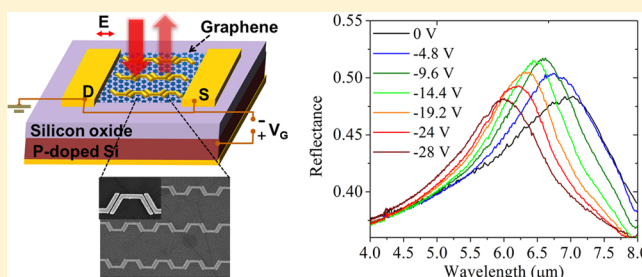 E
Graphene
D
S
Silicon oxide
P-doped Si
-
+ V_G
Reflectance
0.50
0.45
0.40
0 V
-4.8 V
-9.6 V
-14.4 V
-19.2 V
-24 V
-28 V
4.0 4.5 5.0 5.5 6.0 6.5 7.0 7.5 8.0
Wavelength (µm)